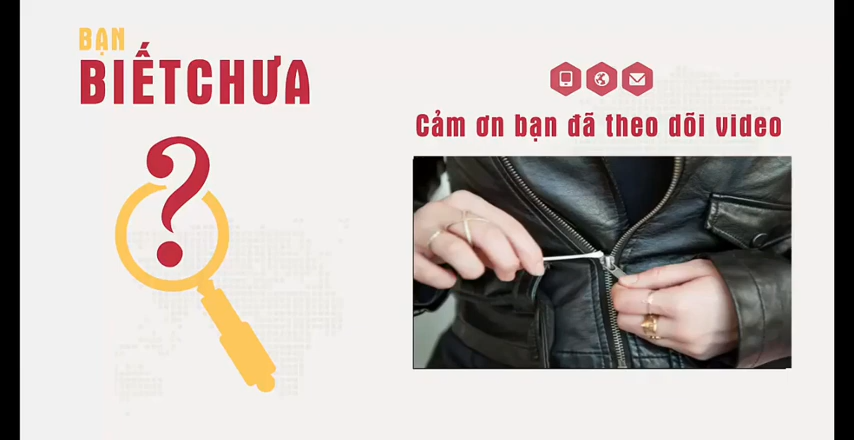 BẠN
BIẾTCHƯA
?
Cảm ơn bạn đã theo dõi video